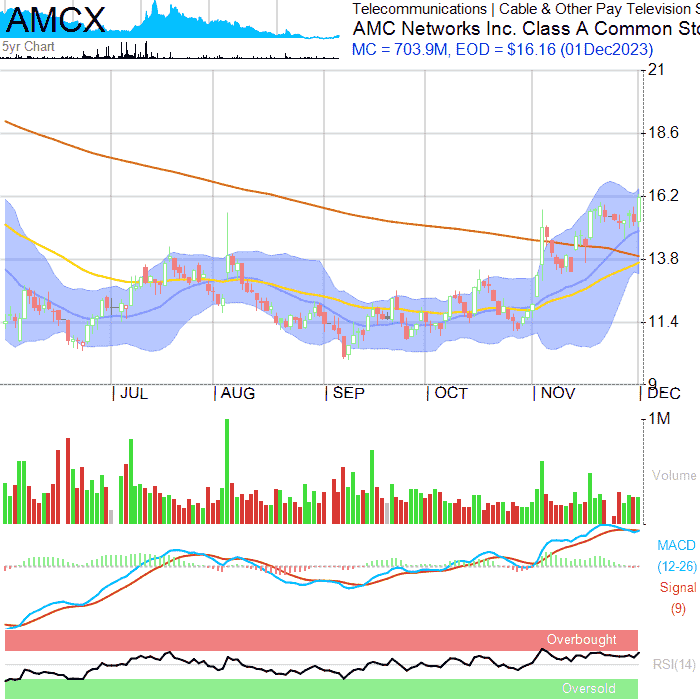 AMCX
5yr Chart
Telecommunications | Cable & Other Pay Television S
AMC Networks Inc. Class A Common Sto
MC = 703.9M, EOD = $16.16 (01Dec2023)
21
18.6
16.2
13.8
11.4
9
JUL AUG SEP OCT NOV DEC
1M
Volume
MACD
(12-26)
Signal
(9)
Overbought
RSI(14)
Oversold